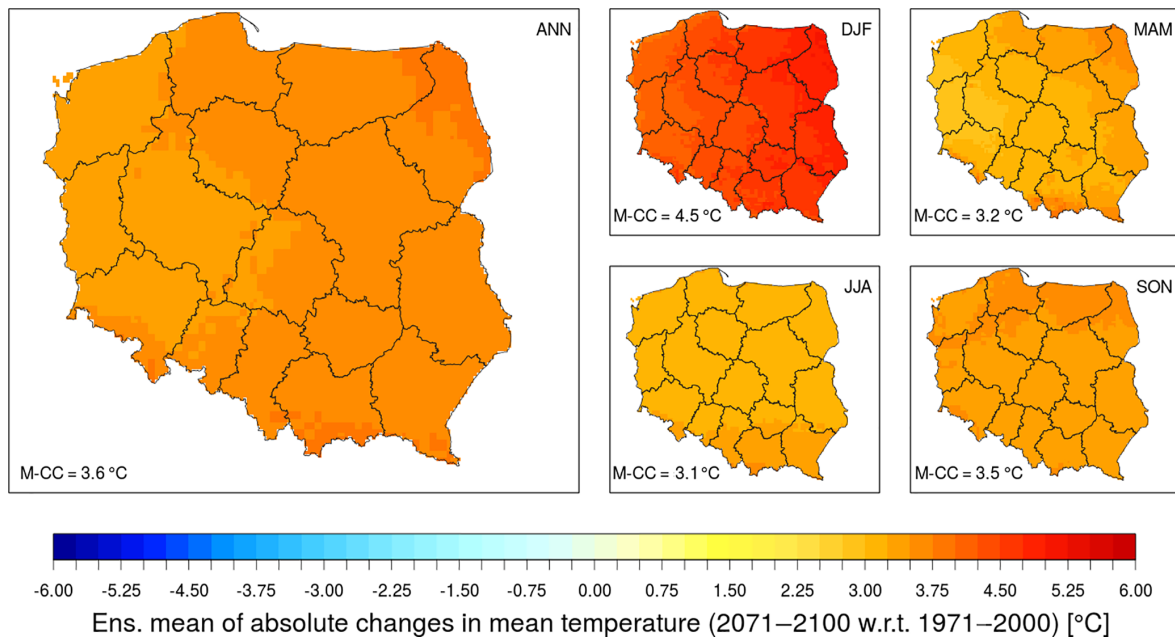 ANN
M-CC = 3.6 °C
DJF
M-CC = 4.5 °C
MAM
M-CC = 3.2 °C
JJA
M-CC = 3.1 °C
SON
M-CC = 3.5 °C
-6.00 -5.25 -4.50 -3.75 -3.00 -2.25 -1.50 -0.75 0.00 0.75 1.50 2.25 3.00 3.75 4.50 5.25 6.00
Ens. mean of absolute changes in mean temperature (2071−2100 w.r.t. 1971−2000) [°C]